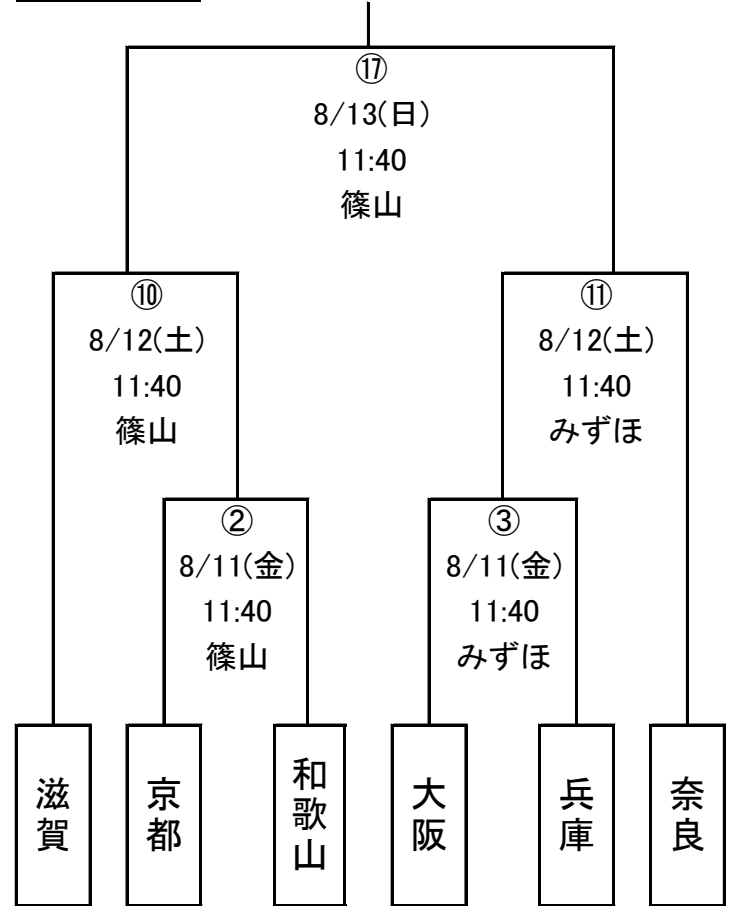 ⑰
8/13(日)
11:40
篠山
⑩
8/12(土)
11:40
篠山
⑪
8/12(土)
11:40
みずほ
②
8/11(金)
11:40
篠山
③
8/11(金)
11:40
みずほ
滋賀
京都
和歌山
大阪
兵庫
奈良